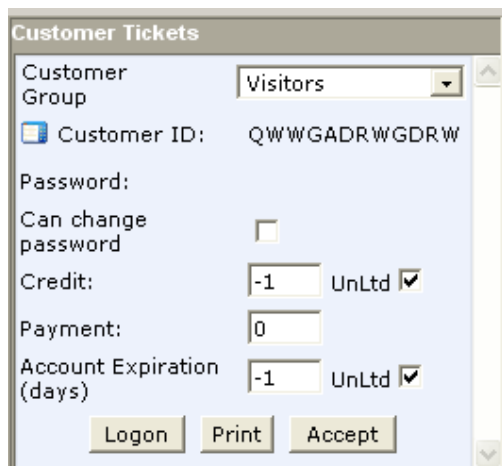 Customer Tickets
Customer
Group
Visitors
Customer ID: QWWGADRWGDRW
Password:
Can change
password
Credit: -1 UnLtd
Payment: 0
Account Expiration
(days) -1 UnLtd
Logon Print Accept